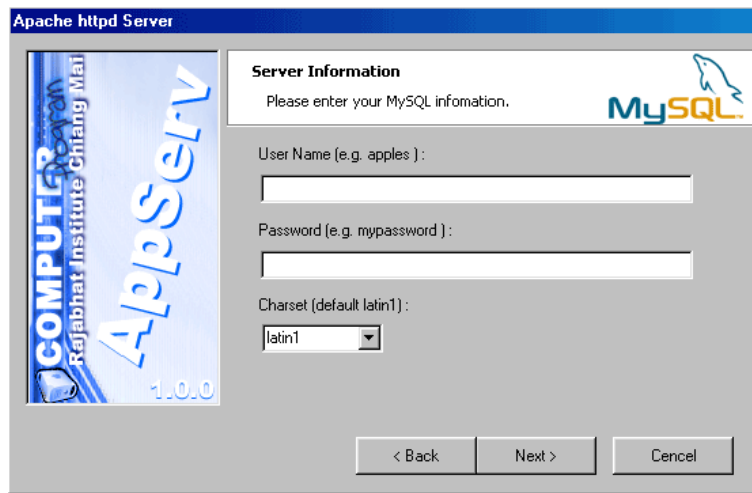 Apache httpd Server
COMPUTER
Program
Rajabhat Institute Chiang Mai
AppServ
1.0.0
Server Information
Please enter your MySQL infomation.
MySQL
User Name (e.g. apples ) :
Password (e.g. mypassword ) :
Charset (default latin1) :
latin1
< Back
Next >
Cencel